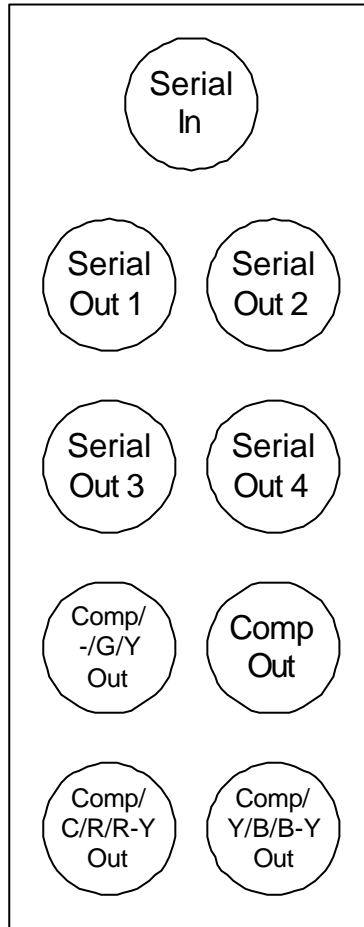 Serial
In
Serial
Out 1
Serial
Out 2
Serial
Out 3
Serial
Out 4
Comp/
-/G/Y
Out
Comp
Out
Comp/
C/R/R-Y
Out
Comp/
Y/B/B-Y
Out